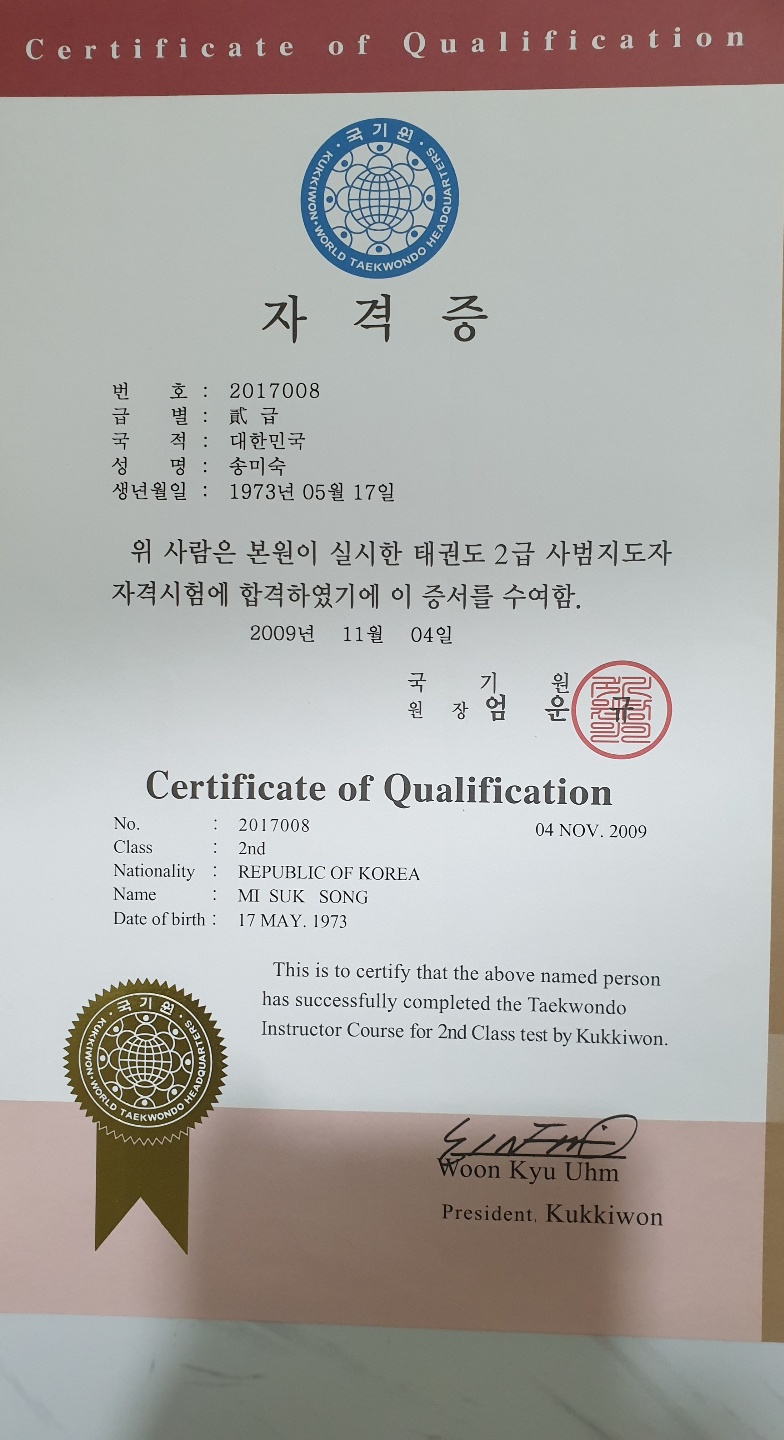 Certificate of Qualification
· 국기원 ·
KUKKIWON · WORLD TAEKWONDO HEADQUARTERS
자 격 증
번 호 : 2017008
급 별 : 貳 급
국 적 : 대한민국
성 명 : 송미숙
생년월일 : 1973년 05월 17일
위 사람은 본원이 실시한 태권도 2급 사범지도자
자격시험에 합격하였기에 이 증서를 수여함.
2009년 11월 04일
국 기 원
원 장 엄 운 규
Certificate of Qualification
No. : 2017008 04 NOV. 2009
Class : 2nd
Nationality : REPUBLIC OF KOREA
Name : MI SUK SONG
Date of birth : 17 MAY. 1973
This is to certify that the above named person
has successfully completed the Taekwondo
Instructor Course for 2nd Class test by Kukkiwon.
· 국기원 ·
KUKKIWON · WORLD TAEKWONDO HEADQUARTERS
Woon Kyu Uhm
President, Kukkiwon